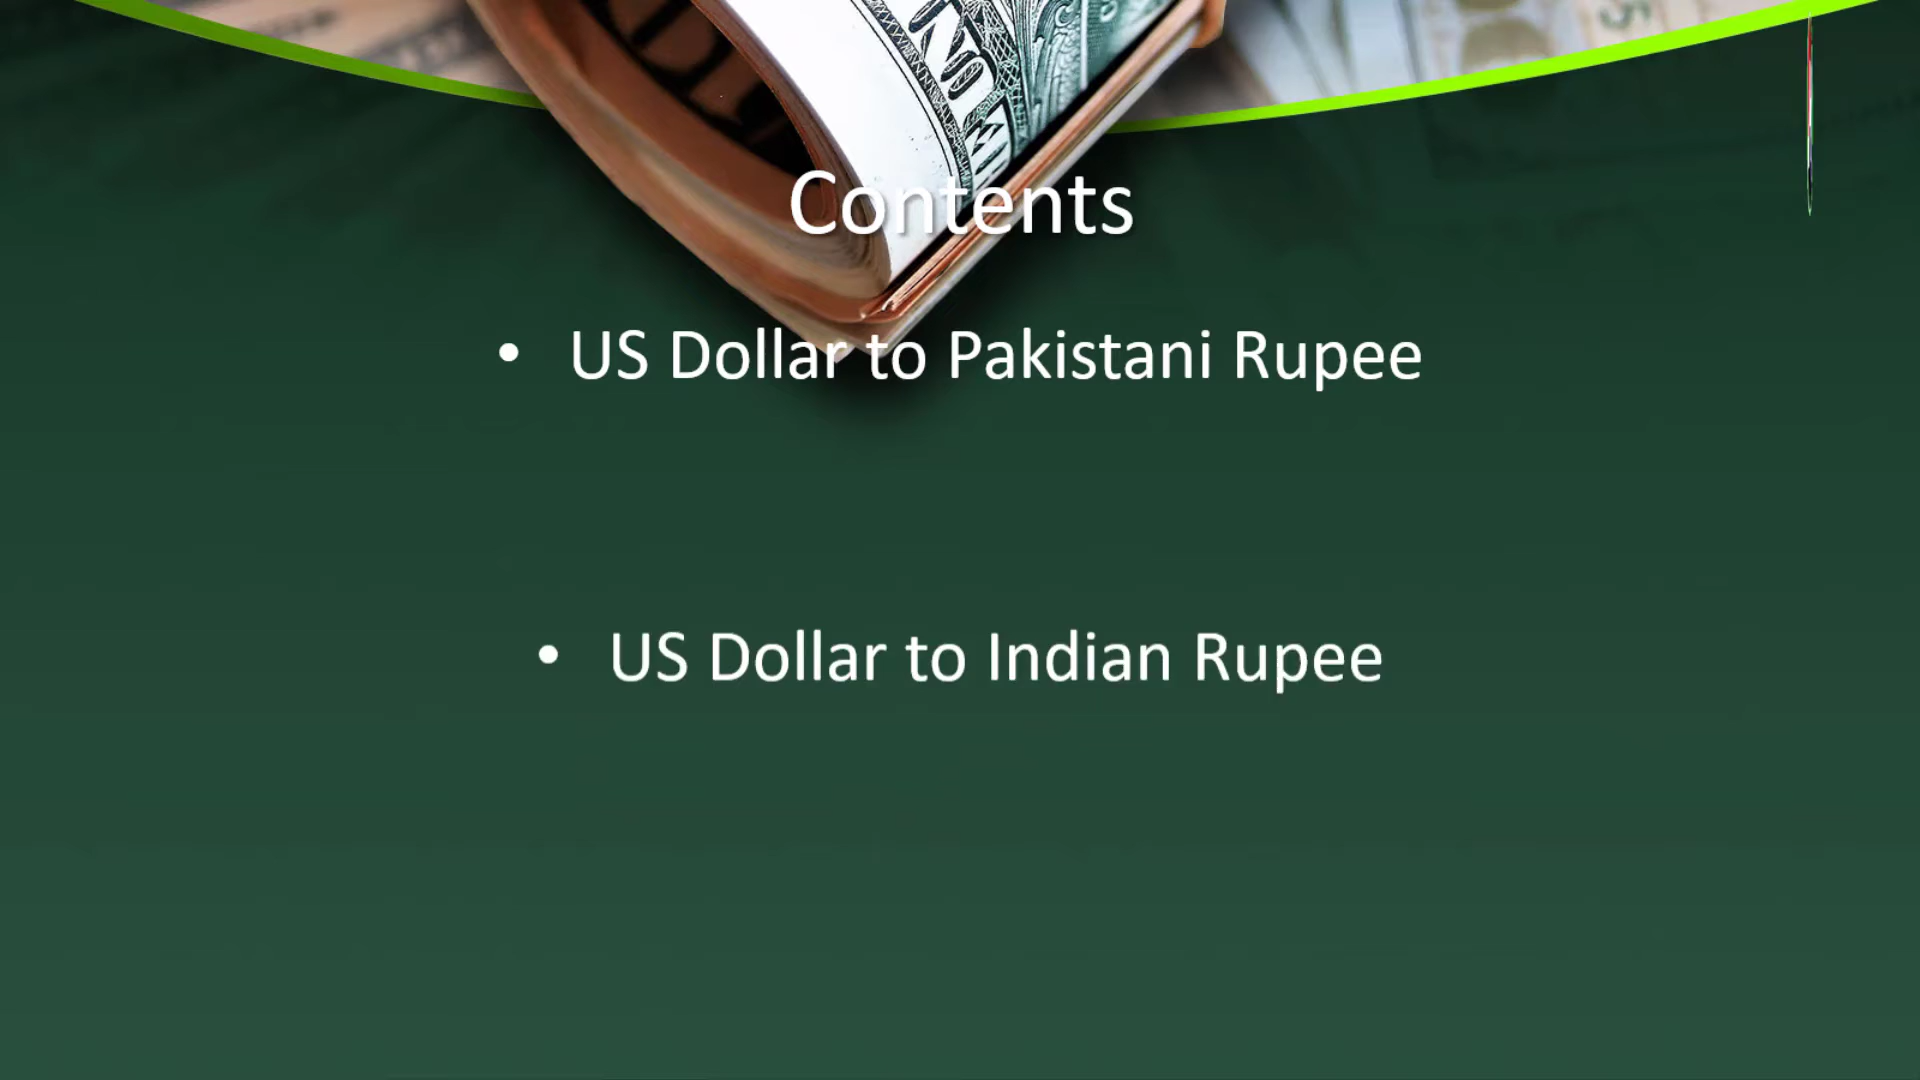 Contents
• US Dollar to Pakistani Rupee
• US Dollar to Indian Rupee